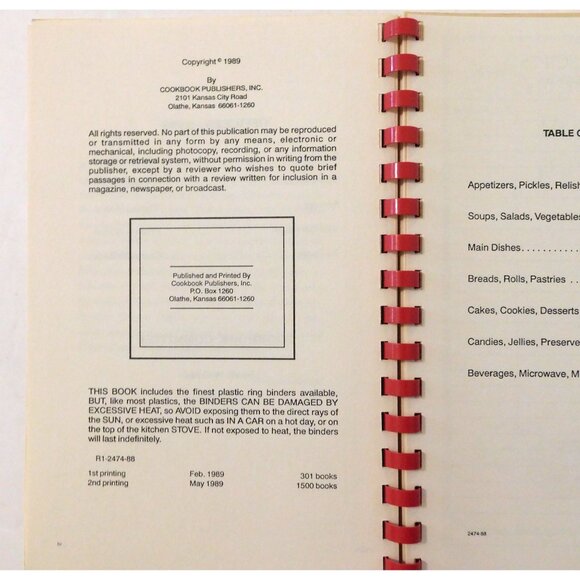 Copyright © 1989
By
COOKBOOK PUBLISHERS, INC.
2101 Kansas City Road
Olathe, Kansas 66061-1260
All rights reserved. No part of this publication may be reproduced
or transmitted in any form by any means, electronic or
mechanical, including photocopy, recording, or any information
storage or retrieval system, without permission in writing from the
publisher, except by a reviewer who wishes to quote brief
passages in connection with a review written for inclusion in a
magazine, newspaper, or broadcast.
Published and Printed By
Cookbook Publishers, Inc.
P.O. Box 1260
Olathe, Kansas 66061-1260
THIS BOOK includes the finest plastic ring binders available,
BUT, like most plastics, the BINDERS CAN BE DAMAGED BY
EXCESSIVE HEAT, so AVOID exposing them to the direct rays of
the SUN, or excessive heat such as IN A CAR on a hot day, or on
the top of the kitchen STOVE. If not exposed to heat, the binders
will last indefinitely.
R1-2474-88
1st printing Feb. 1989 301 books
2nd printing May 1989 1500 books
TABLE
Appetizers, Pickles, Relish
Soups, Salads, Vegetables
Main Dishes . . . . . . . . . .
Breads, Rolls, Pastries . .
Cakes, Cookies, Desserts
Candies, Jellies, Preserve
Beverages, Microwave, M
2474-88